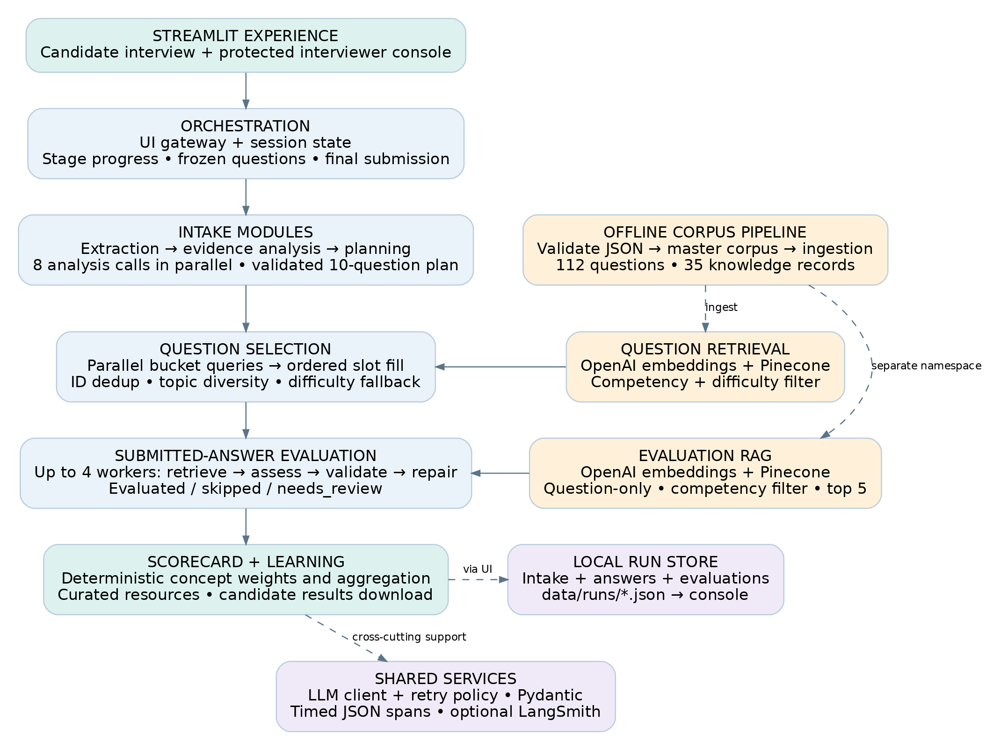 STREAMLIT EXPERIENCE
Candidate interview + protected interviewer console
ORCHESTRATION
UI gateway + session state
Stage progress • frozen questions • final submission
INTAKE MODULES
Extraction → evidence analysis → planning
8 analysis calls in parallel • validated 10-question plan
OFFLINE CORPUS PIPELINE
Validate JSON → master corpus → ingestion
112 questions • 35 knowledge records
ingest
QUESTION SELECTION
Parallel bucket queries → ordered slot fill
ID dedup • topic diversity • difficulty fallback
QUESTION RETRIEVAL
OpenAI embeddings + Pinecone
Competency + difficulty filter
separate namespace
SUBMITTED-ANSWER EVALUATION
Up to 4 workers: retrieve → assess → validate → repair
Evaluated / skipped / needs_review
EVALUATION RAG
OpenAI embeddings + Pinecone
Question-only • competency filter • top 5
SCORECARD + LEARNING
Deterministic concept weights and aggregation
Curated resources • candidate results download
via UI
LOCAL RUN STORE
Intake + answers + evaluations
data/runs/*.json → console
cross-cutting support
SHARED SERVICES
LLM client + retry policy • Pydantic
Timed JSON spans • optional LangSmith